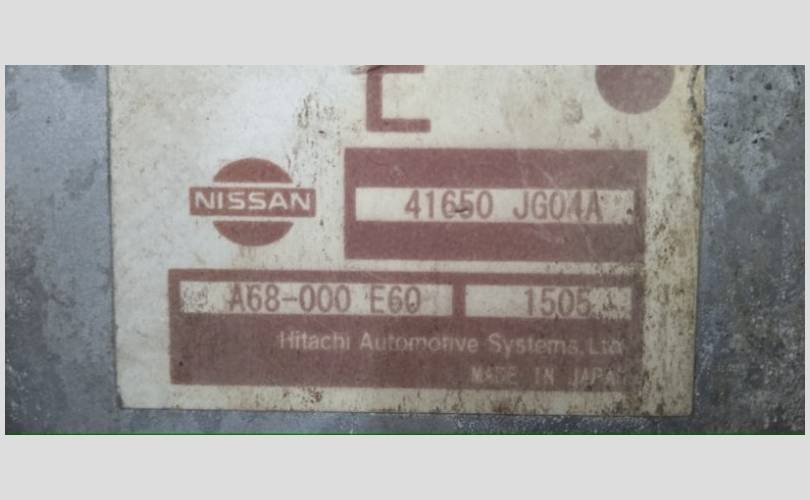 C
NISSAN
41650 JG04A
A68-000 E60
1505
Hitachi Automotive Systems, Ltd
MADE IN JAPAN